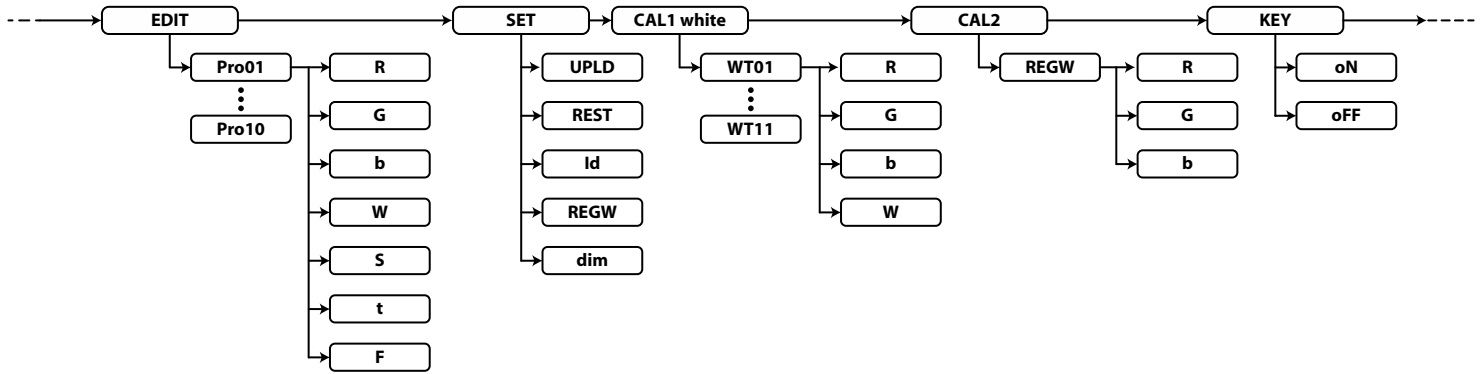 EDIT
SET
CAL1 white
CAL2
KEY
Pro01
Pro10
R
G
b
W
S
t
F
UPLD
REST
Id
REGW
dim
WT01
WT11
R
G
b
W
REGW
R
G
b
oN
oFF